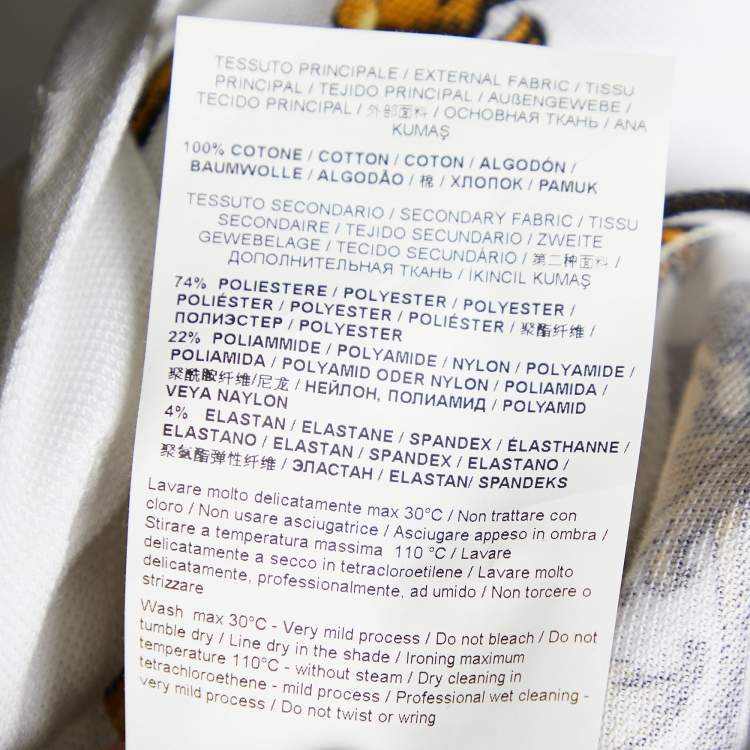 TESSUTO PRINCIPALE / EXTERNAL FABRIC / TISSU
PRINCIPAL / TEJIDO PRINCIPAL / AUßENGEWEBE /
TECIDO PRINCIPAL / 外部面料 / ОСНОВНАЯ ТКАНЬ / ANA
KUMAŞ
100% COTONE / COTTON / COTON / ALGODÓN /
BAUMWOLLE / ALGODÃO / 棉 / ХЛОПОК / PAMUK
TESSUTO SECONDARIO / SECONDARY FABRIC / TISSU
SECONDAIRE / TEJIDO SECUNDARIO / ZWEITE
GEWEBELAGE / TECIDO SECUNDÁRIO / 第二种面料 /
ДОПОЛНИТЕЛЬНАЯ ТКАНЬ / İKINCIL KUMAŞ
74% POLIESTERE / POLYESTER / POLYESTER /
POLIÉSTER / POLYESTER / POLIÉSTER / 聚酯纤维 /
ПОЛИЭСТЕР / POLYESTER
22% POLIAMMIDE / POLYAMIDE / NYLON / POLYAMIDE /
POLIAMIDA / POLYAMID ODER NYLON / POLIAMIDA /
聚酰胺纤维/尼龙 / НЕЙЛОН, ПОЛИАМИД / POLYAMID
VEYA NAYLON
4% ELASTAN / ELASTANE / SPANDEX / ÉLASTHANNE /
ELASTANO / ELASTAN / SPANDEX / ELASTANO /
聚氨酯弹性纤维 / ЭЛАСТАН / ELASTAN/ SPANDEKS
Lavare molto delicatamente max 30°C / Non trattare con
cloro / Non usare asciugatrice / Asciugare appeso in ombra /
Stirare a temperatura massima 110 °C / Lavare
delicatamente a secco in tetracloroetilene / Lavare molto
delicatamente, professionalmente, ad umido / Non torcere o
strizzare
Wash max 30°C - Very mild process / Do not bleach / Do not
tumble dry / Line dry in the shade / Ironing maximum
temperature 110°C - without steam / Dry cleaning in
tetrachloroethene - mild process / Professional wet cleaning -
very mild process / Do not twist or wring